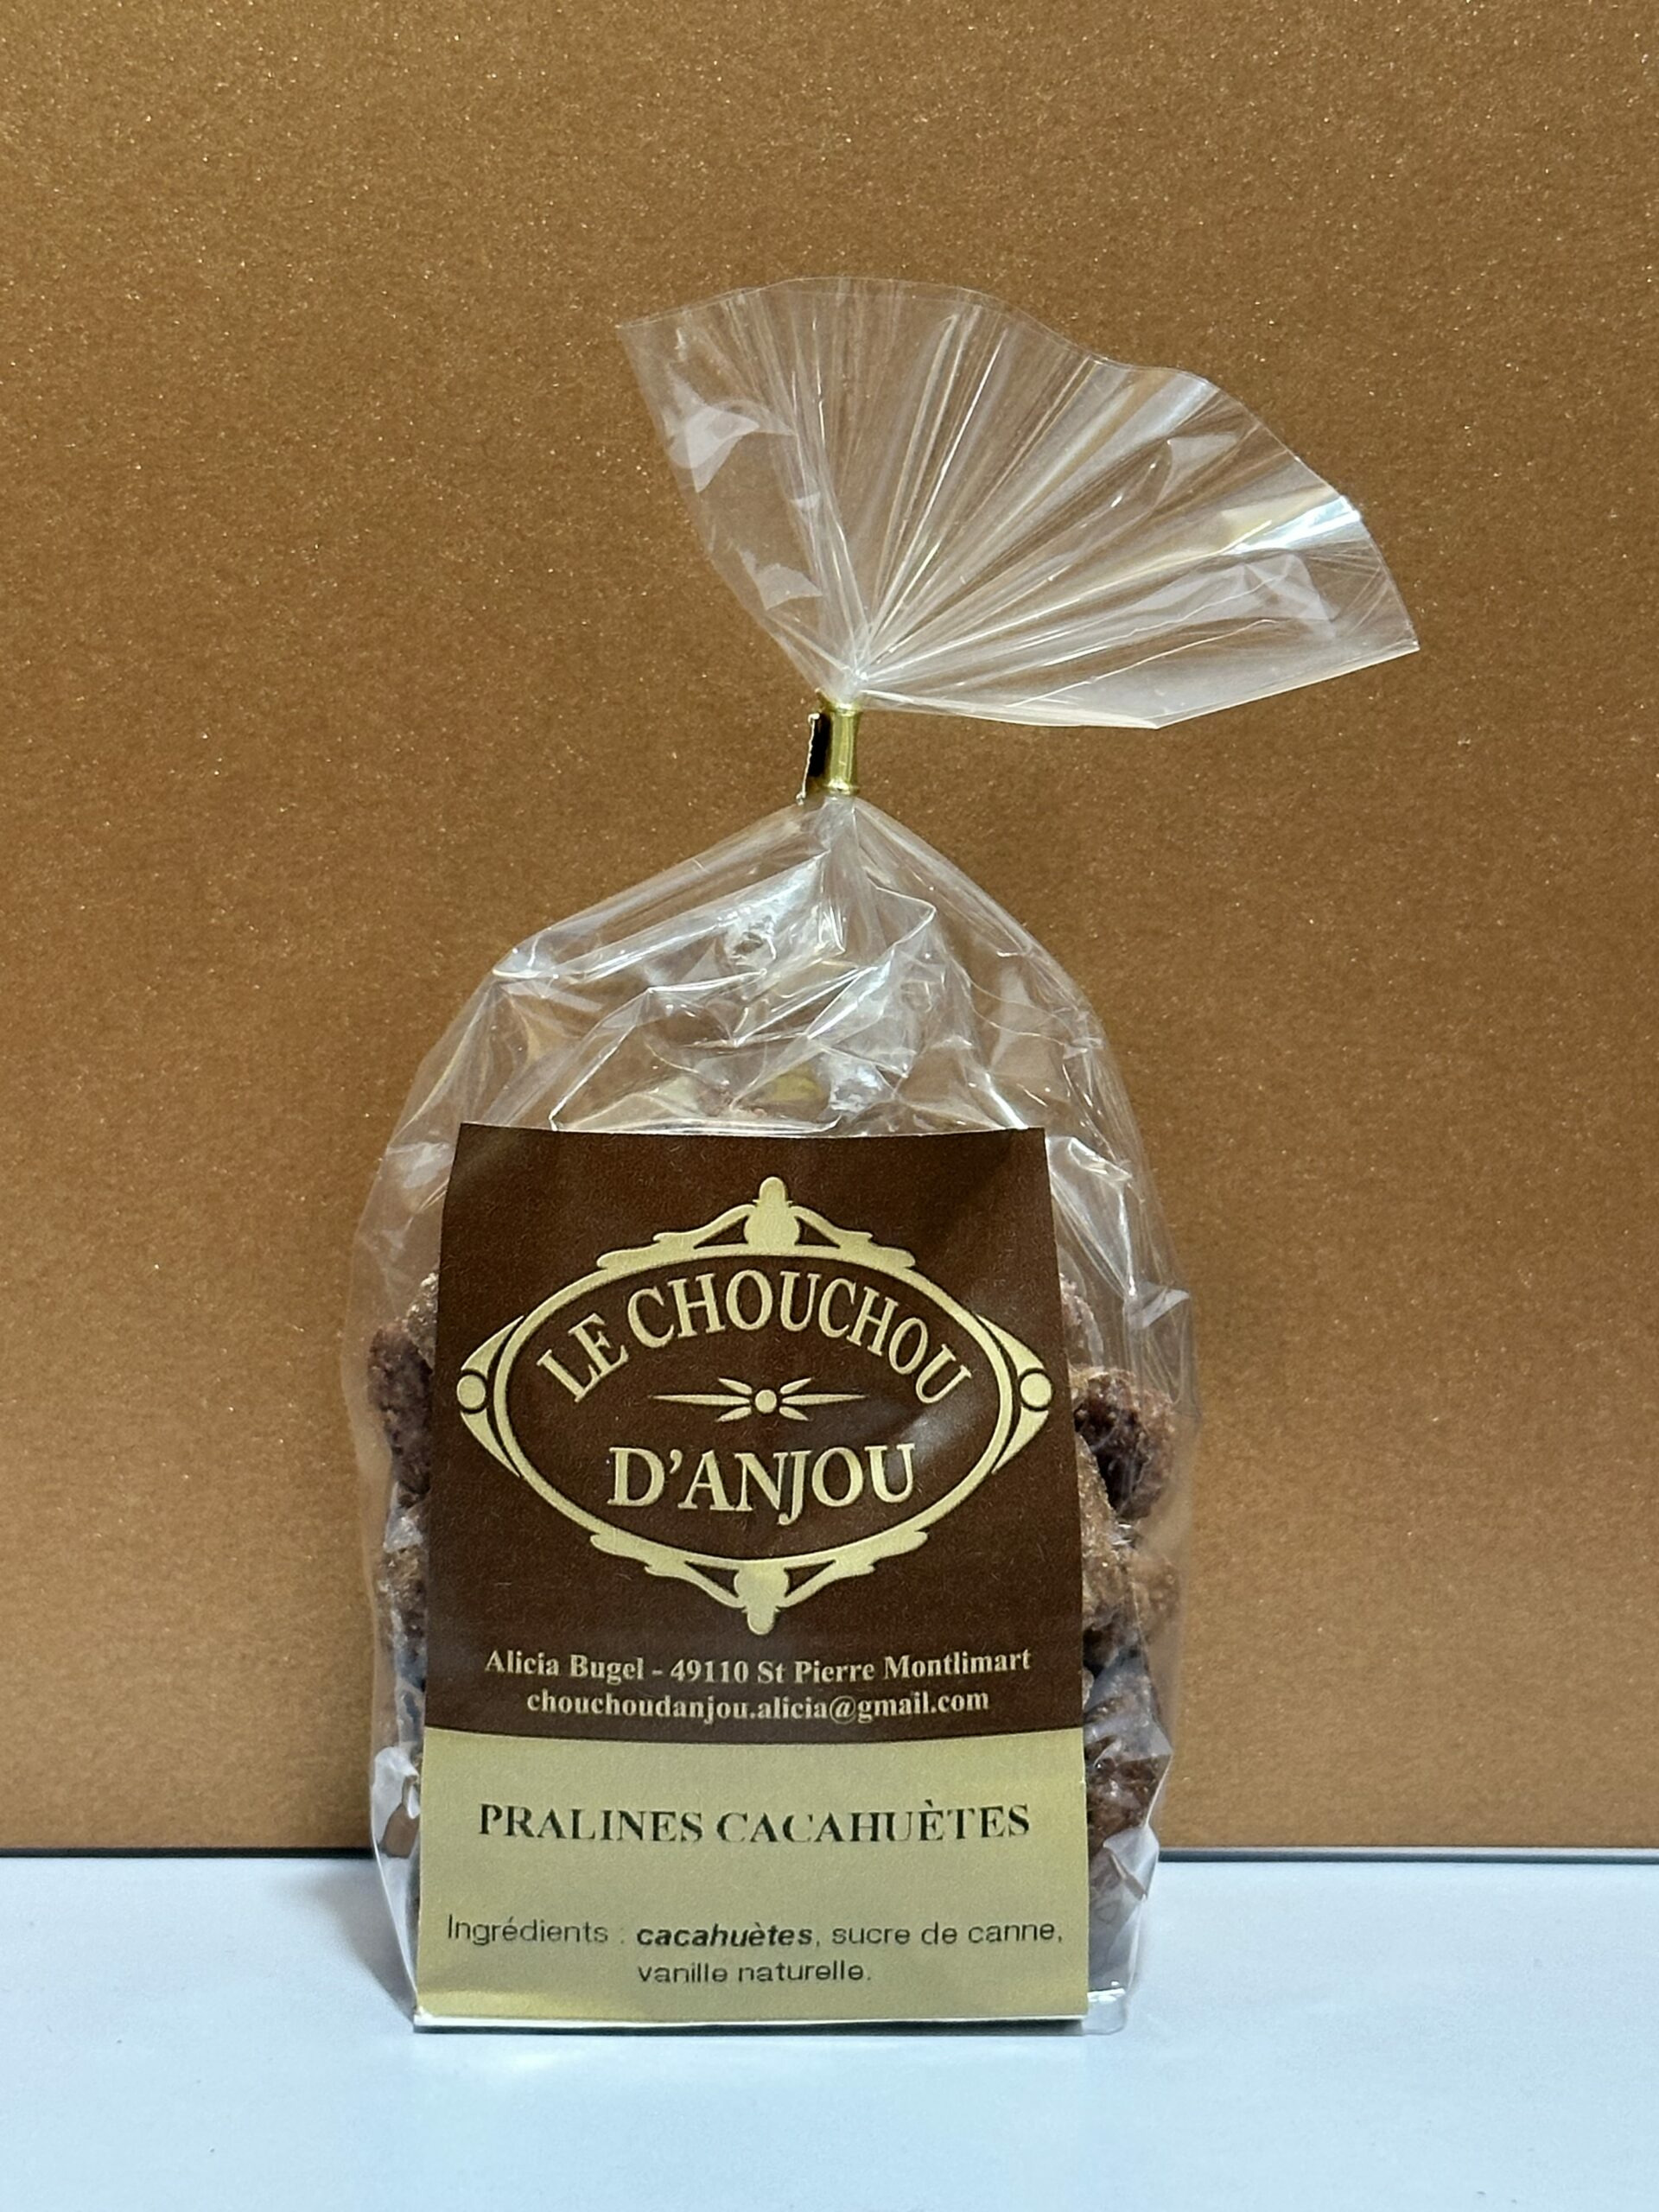 LE CHOUCHOU
D'ANJOU
Alicia Bugel - 49110 St Pierre Montlimart
chouchoudanjou.alicia@gmail.com
PRALINES CACAHUÈTES
Ingrédients : cacahuètes, sucre de canne,
vanille naturelle.